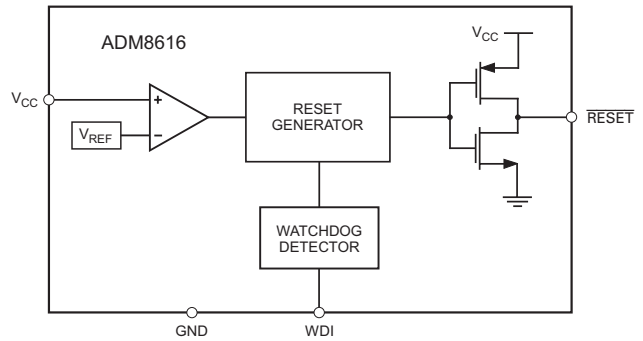 ADM8616
VCC
VCC
+
RESET
GENERATOR
RESET
VREF
−
WATCHDOG
DETECTOR
GND
WDI